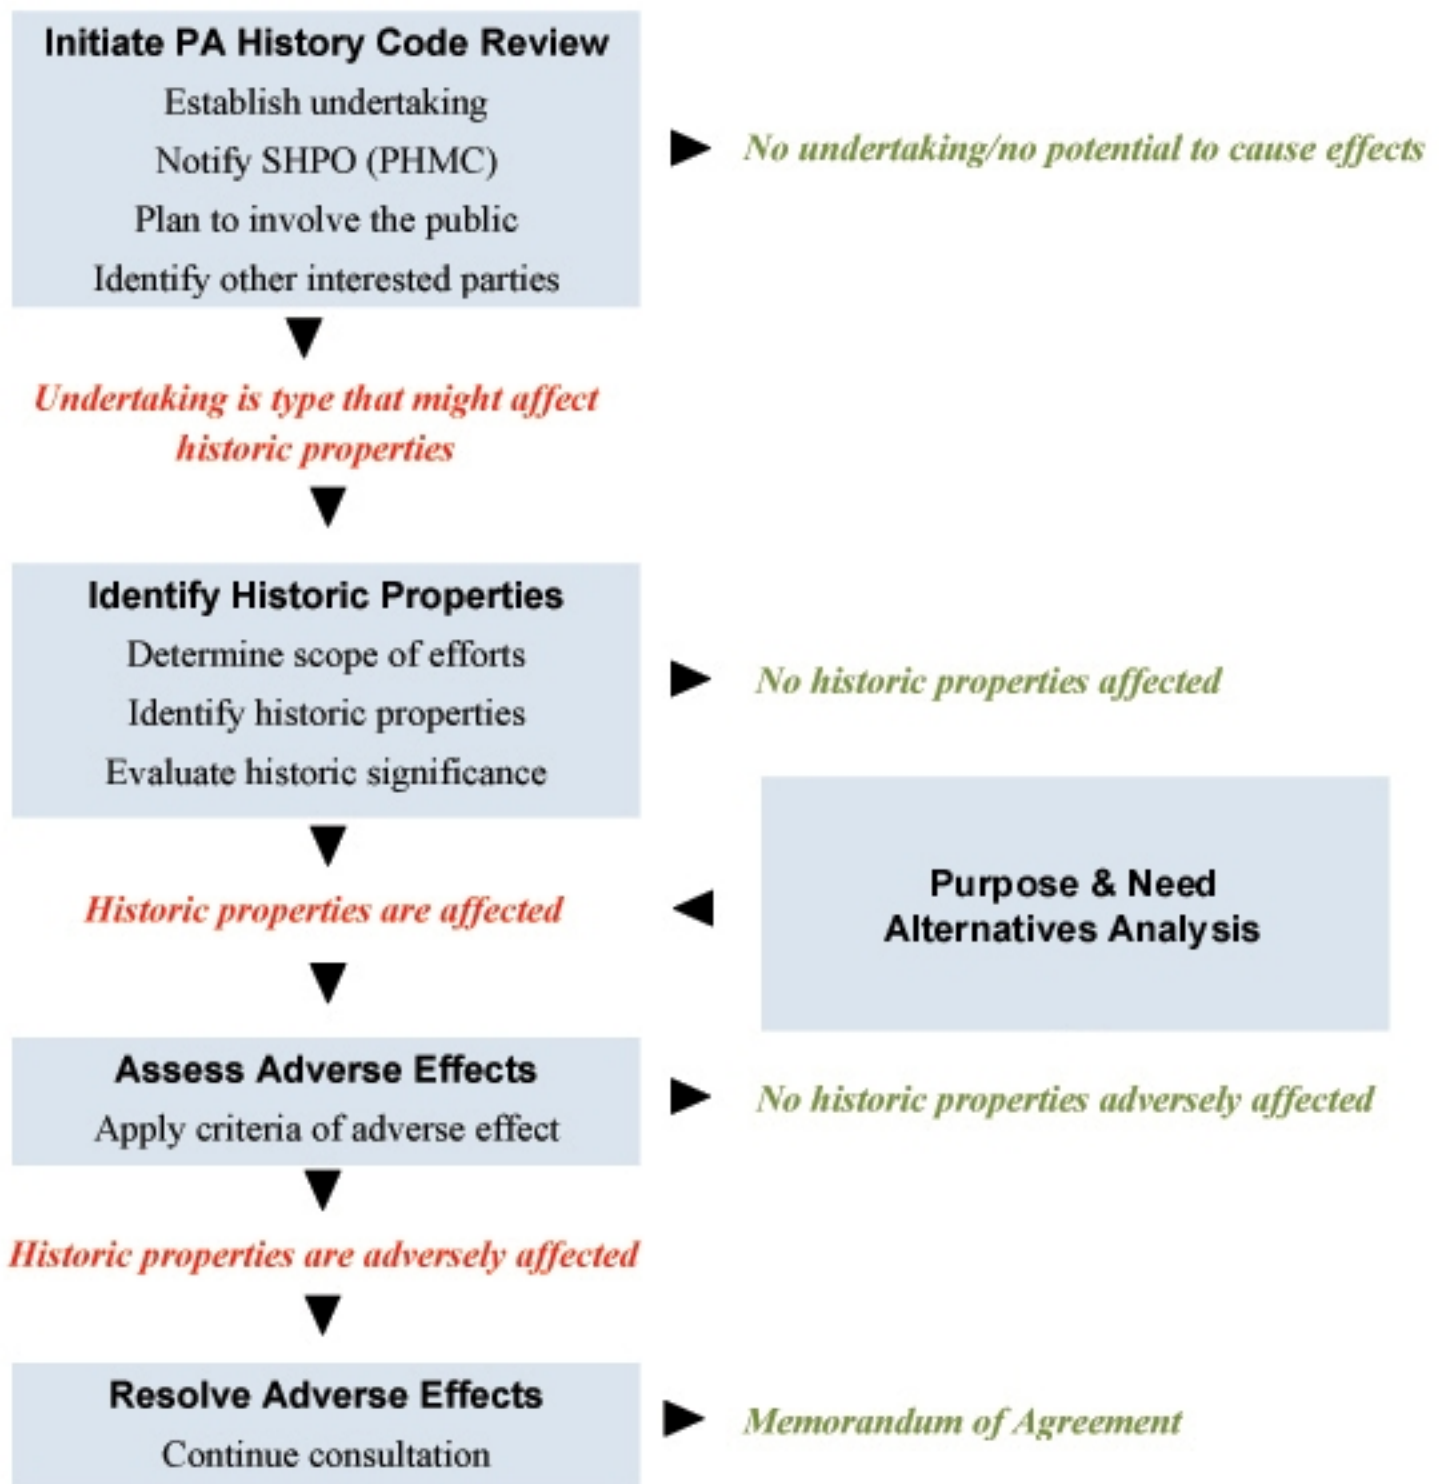 Initiate PA History Code Review
Establish undertaking
Notify SHPO (PHMC)
Plan to involve the public
Identify other interested parties
No undertaking/no potential to cause effects
Undertaking is type that might affect
historic properties
Identify Historic Properties
Determine scope of efforts
Identify historic properties
Evaluate historic significance
No historic properties affected
Purpose & Need
Alternatives Analysis
Historic properties are affected
Assess Adverse Effects
Apply criteria of adverse effect
No historic properties adversely affected
Historic properties are adversely affected
Resolve Adverse Effects
Continue consultation
Memorandum of Agreement